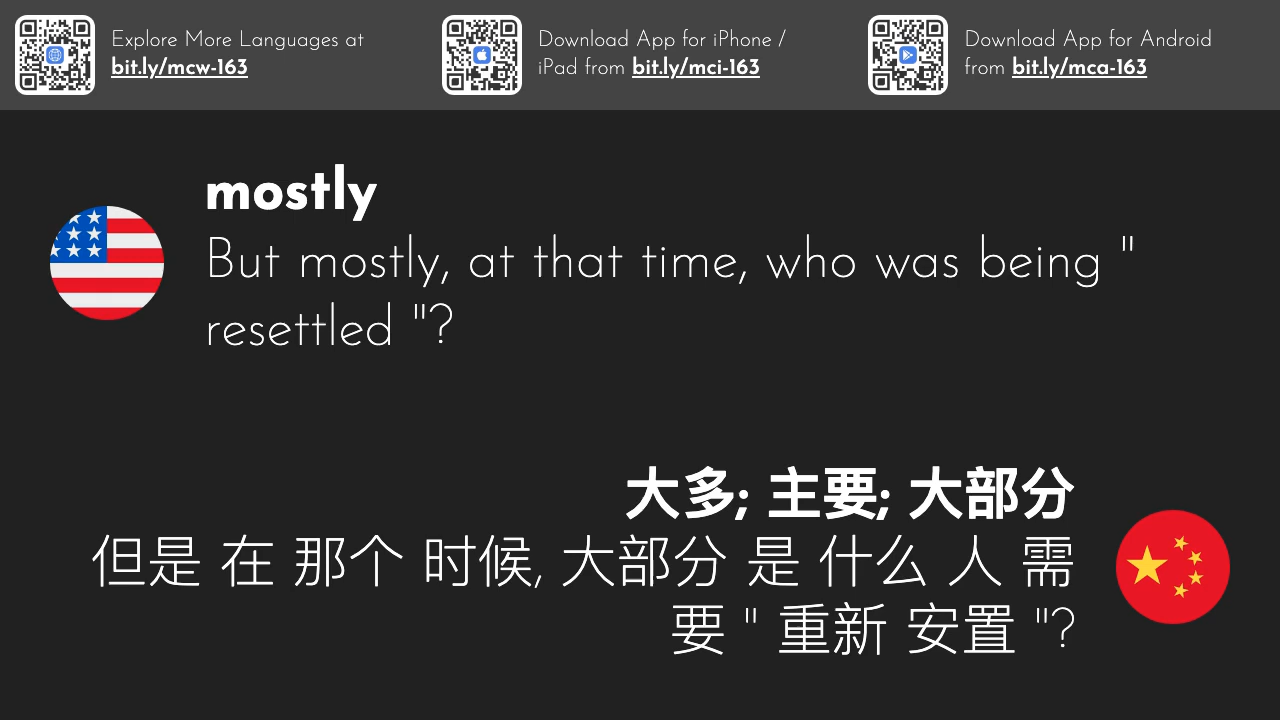 Explore More Languages at
bit.ly/mcw-163
Download App for iPhone /
iPad from bit.ly/mci-163
Download App for Android
from bit.ly/mca-163
mostly
But mostly, at that time, who was being "
resettled "?
大多; 主要; 大部分
但是 在 那个 时候, 大部分 是 什么 人 需
要 " 重新 安置 "?